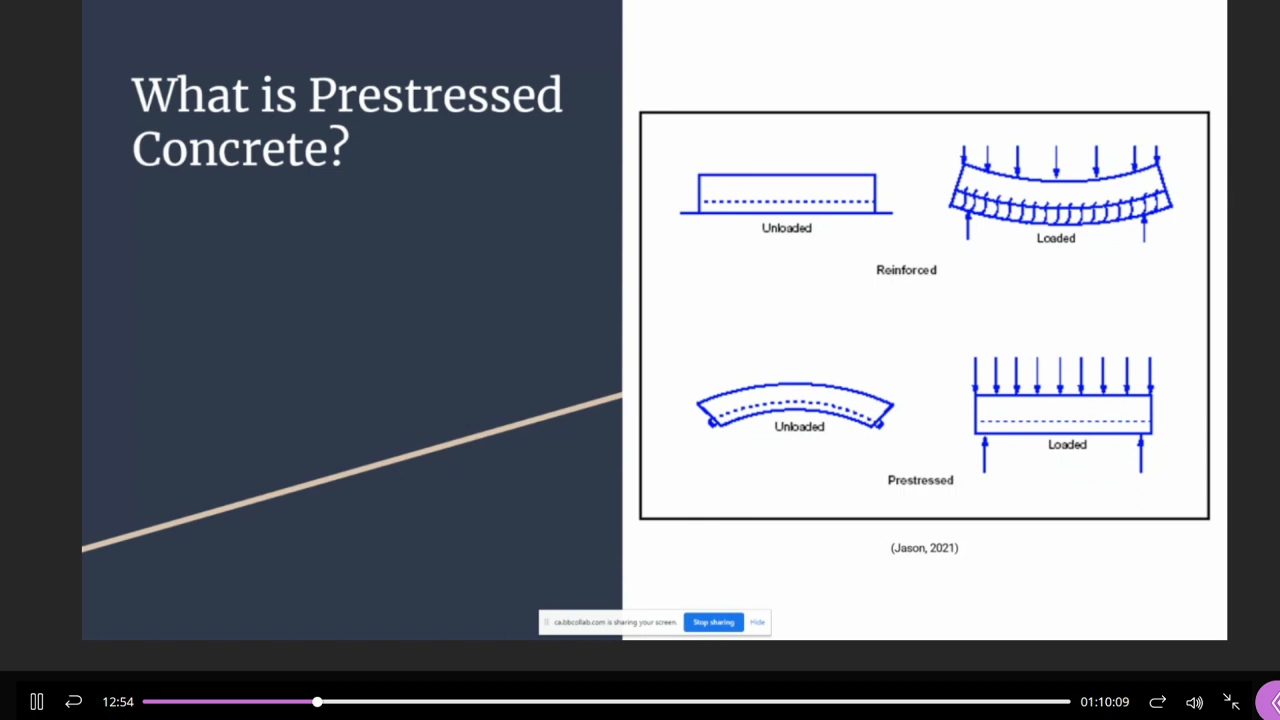 What is Prestressed
Concrete?
Unloaded
Loaded
Reinforced
Unloaded
Loaded
Prestressed
(Jason, 2021)
ca.bbcollab.com is sharing your screen.
Stop sharing
Hide
12:54
01:10:09